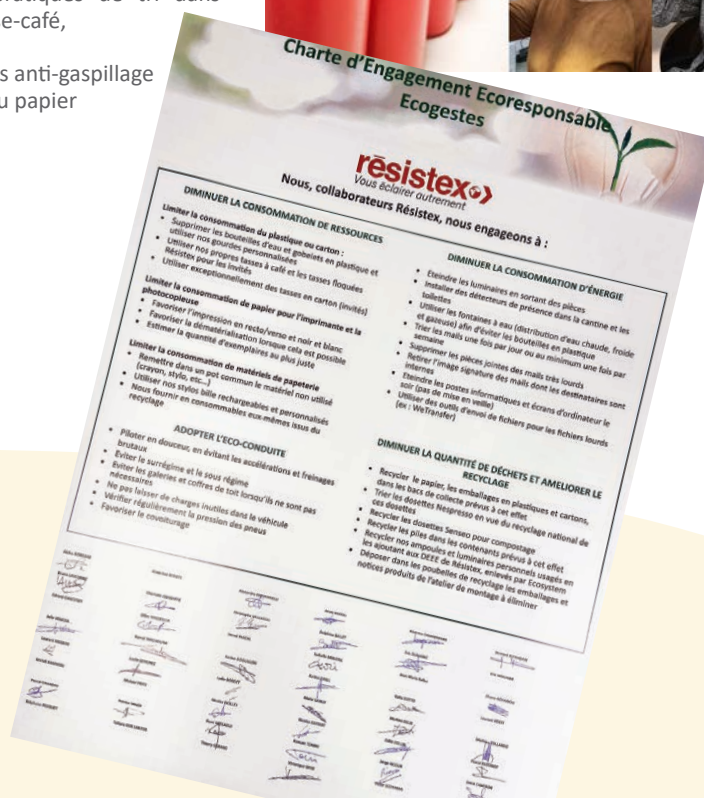 se-café,
s anti-gaspillage
u papier
Charte d'Engagement Ecoresponsable
Ecogestes
résistex
Vous éclairer autrement
Nous, collaborateurs Résistex, nous engageons à :
DIMINUER LA CONSOMMATION DE RESSOURCES
Limiter la consommation du plastique ou carton :
• Supprimer les bouteilles d'eau et gobelets en plastique et
utiliser nos gourdes personnalisées
• Utiliser nos propres tasses à café et les tasses floquées
Résistex pour les invités
• Utiliser exceptionnellement des tasses en carton (invités)
Limiter la consommation de papier pour l'imprimante et la
photocopieuse
• Favoriser l'impression en recto/verso et noir et blanc
• Favoriser la dématérialisation lorsque cela est possible
• Estimer la quantité d'exemplaires au plus juste
Limiter la consommation de matériels de papeterie
• Remettre dans un pot commun le matériel non utilisé
(crayon, stylo, etc...)
• Utiliser nos stylos bille rechargeables et personnalisés
• Nous fournir en consommables eux-mêmes issus du
recyclage
ADOPTER L'ECO-CONDUITE
• Piloter en douceur, en évitant les accélérations et freinages
brutaux
• Eviter le surrégime et le sous régime
• Eviter les galeries et coffres de toit lorsqu'ils ne sont pas
nécessaires
• Ne pas laisser de charges inutiles dans le véhicule
• Vérifier régulièrement la pression des pneus
• Favoriser le covoiturage
DIMINUER LA CONSOMMATION D'ÉNERGIE
• Eteindre les luminaires en sortant des pièces
• Installer des détecteurs de présence dans la cantine et les
toilettes
• Utiliser les fontaines à eau (distribution d'eau chaude, froide
et gazeuse) afin d'éviter les bouteilles en plastique
• Trier les mails une fois par jour ou au minimum une fois par
semaine
• Supprimer les pièces jointes des mails très lourds
• Retirer l'image signature des mails dont les destinataires sont
internes
• Eteindre les postes informatiques et écrans d'ordinateur le
soir (pas de mise en veille)
• Utiliser des outils d'envoi de fichiers pour les fichiers lourds
(ex : WeTransfer)
DIMINUER LA QUANTITÉ DE DÉCHETS ET AMELIORER LE
RECYCLAGE
• Recycler le papier, les emballages en plastiques et cartons,
dans les bacs de collecte prévus à cet effet
• Trier les dosettes Nespresso en vue du recyclage national de
ces dosettes
• Recycler les dosettes Senseo pour compostage
• Recycler les piles dans les contenants prévus à cet effet
• Recycler nos ampoules et luminaires personnels usagés en
les ajoutant aux DEEE de Résistex, enlevés par Ecosystem
• Déposer dans les poubelles de recyclage les emballages et
notices produits de l'atelier de montage à éliminer